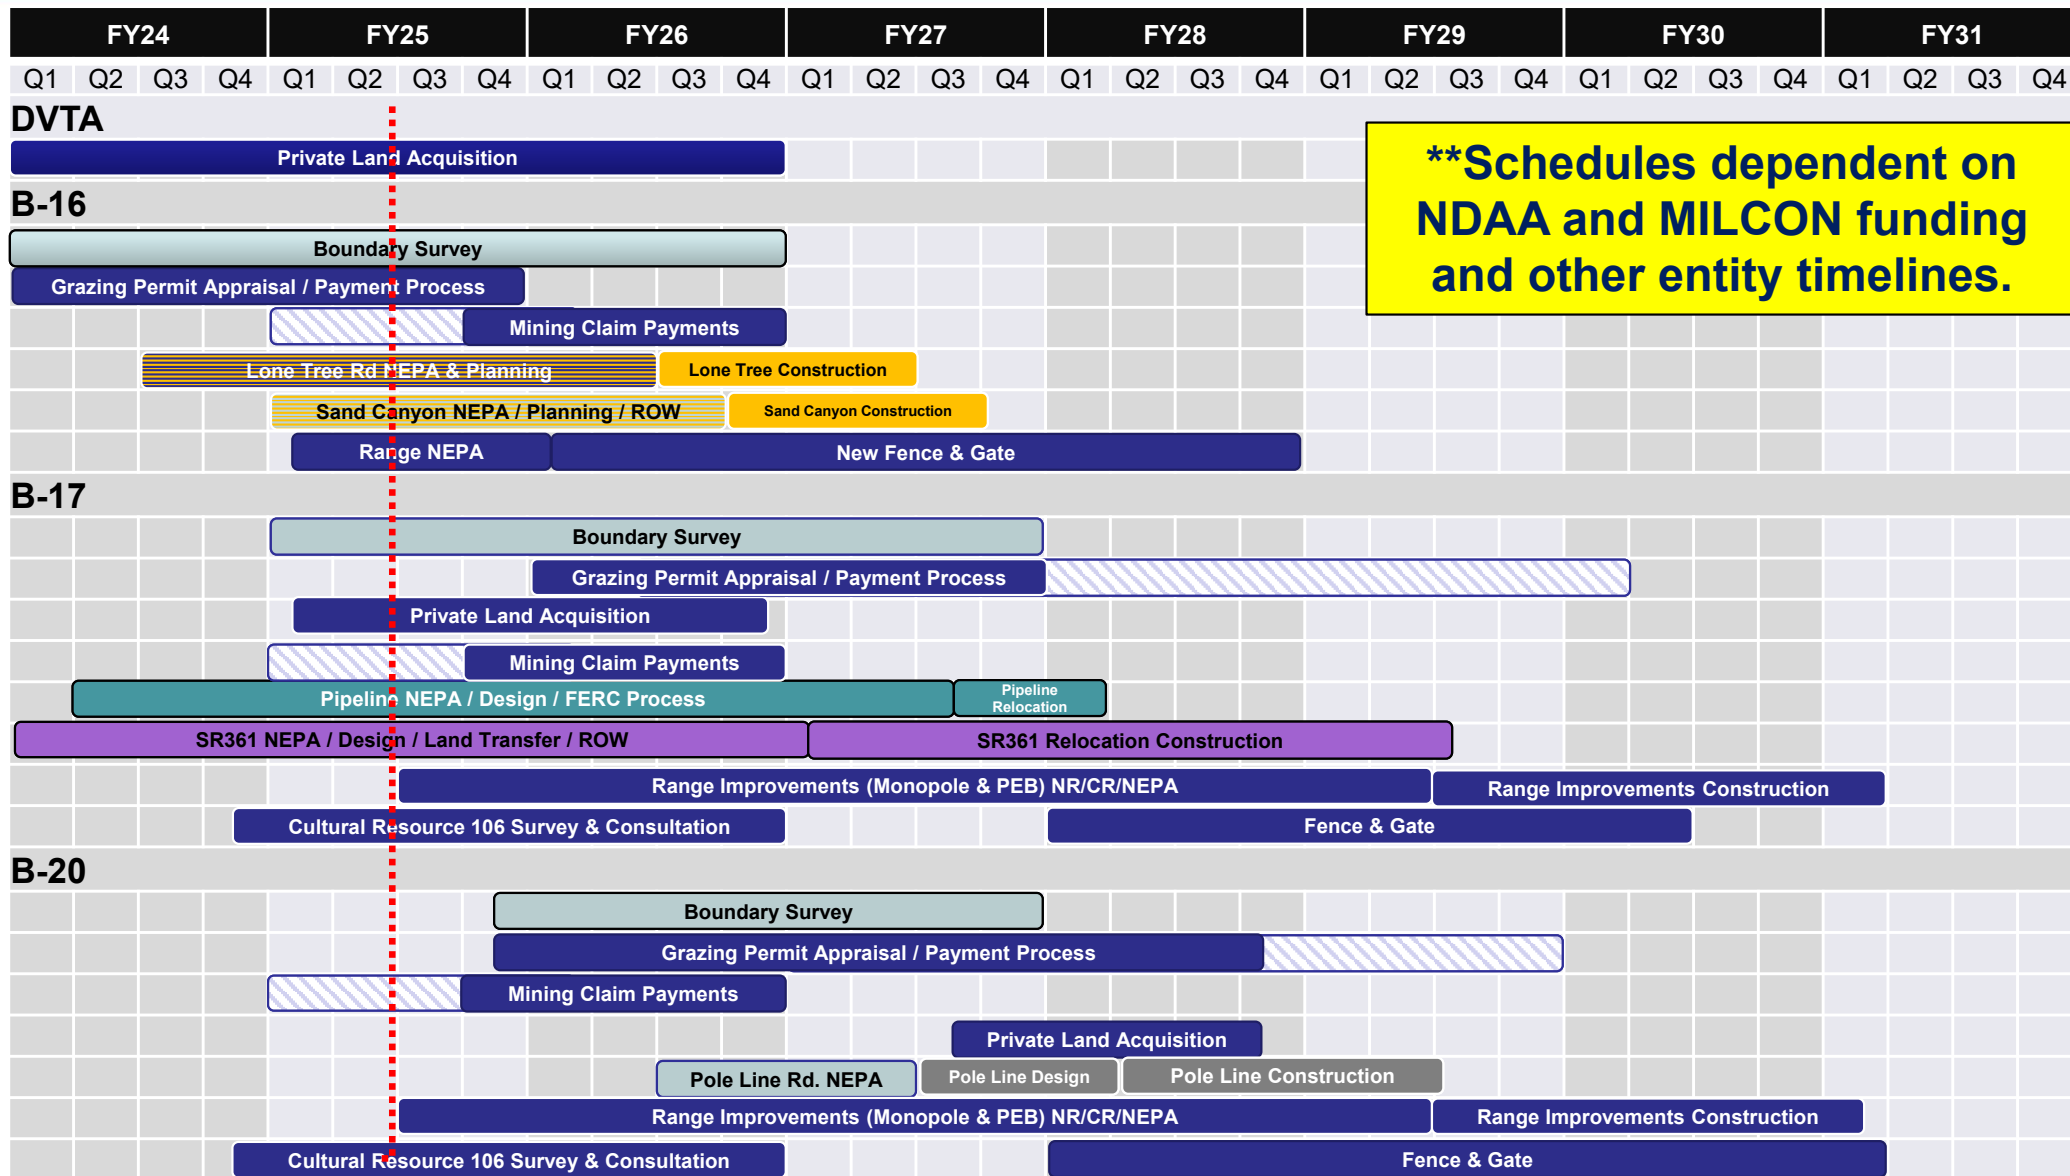 FY24 FY25 FY26 FY27 FY28 FY29 FY30 FY31
Q1 Q2 Q3 Q4 Q1 Q2 Q3 Q4 Q1 Q2 Q3 Q4 Q1 Q2 Q3 Q4 Q1 Q2 Q3 Q4 Q1 Q2 Q3 Q4 Q1 Q2 Q3 Q4 Q1 Q2 Q3 Q4
DVTA
Private Land Acquisition
**Schedules dependent on
NDAA and MILCON funding
and other entity timelines.
B-16
Boundary Survey
Grazing Permit Appraisal / Payment Process
Mining Claim Payments
Lone Tree Rd NEPA & Planning
Lone Tree Construction
Sand Canyon NEPA / Planning / ROW
Sand Canyon Construction
Range NEPA
New Fence & Gate
B-17
Boundary Survey
Grazing Permit Appraisal / Payment Process
Private Land Acquisition
Mining Claim Payments
Pipeline NEPA / Design / FERC Process
Pipeline
Relocation
SR361 NEPA / Design / Land Transfer / ROW
SR361 Relocation Construction
Range Improvements (Monopole & PEB) NR/CR/NEPA
Range Improvements Construction
Cultural Resource 106 Survey & Consultation
Fence & Gate
B-20
Boundary Survey
Grazing Permit Appraisal / Payment Process
Mining Claim Payments
Private Land Acquisition
Pole Line Rd. NEPA
Pole Line Design
Pole Line Construction
Range Improvements (Monopole & PEB) NR/CR/NEPA
Range Improvements Construction
Cultural Resource 106 Survey & Consultation
Fence & Gate